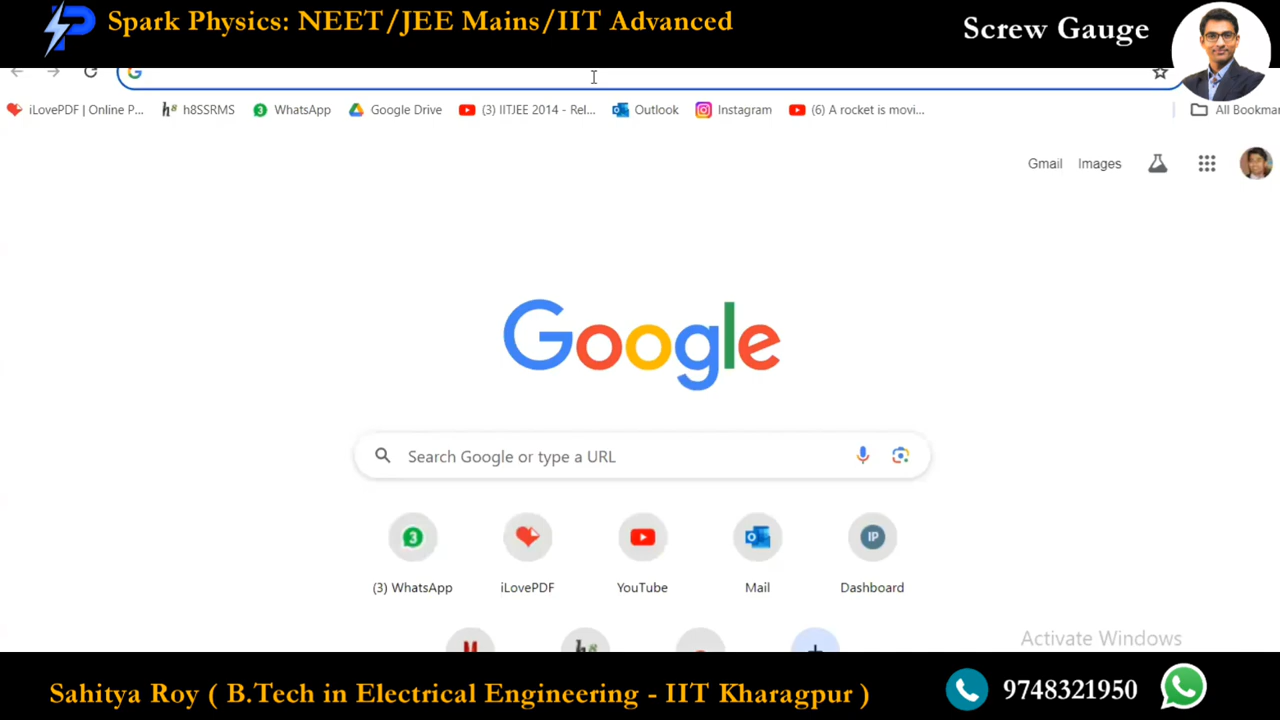 Spark Physics: NEET/JEE Mains/IIT Advanced
Screw Gauge
iLovePDF | Online P...
h8SSRMS
WhatsApp
Google Drive
(3) IITJEE 2014 - Rel...
Outlook
Instagram
(6) A rocket is movi...
All Bookmar
Gmail
Images
Google
Search Google or type a URL
(3) WhatsApp
iLovePDF
YouTube
Mail
IP
Dashboard
Activate Windows
Sahitya Roy ( B.Tech in Electrical Engineering - IIT Kharagpur )
9748321950